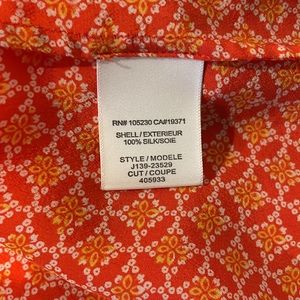 RN# 105230 CA#19371
SHELL / EXTERIEUR
100% SILK/SOIE
STYLE / MODELE
J139-23529
CUT / COUPE
405933